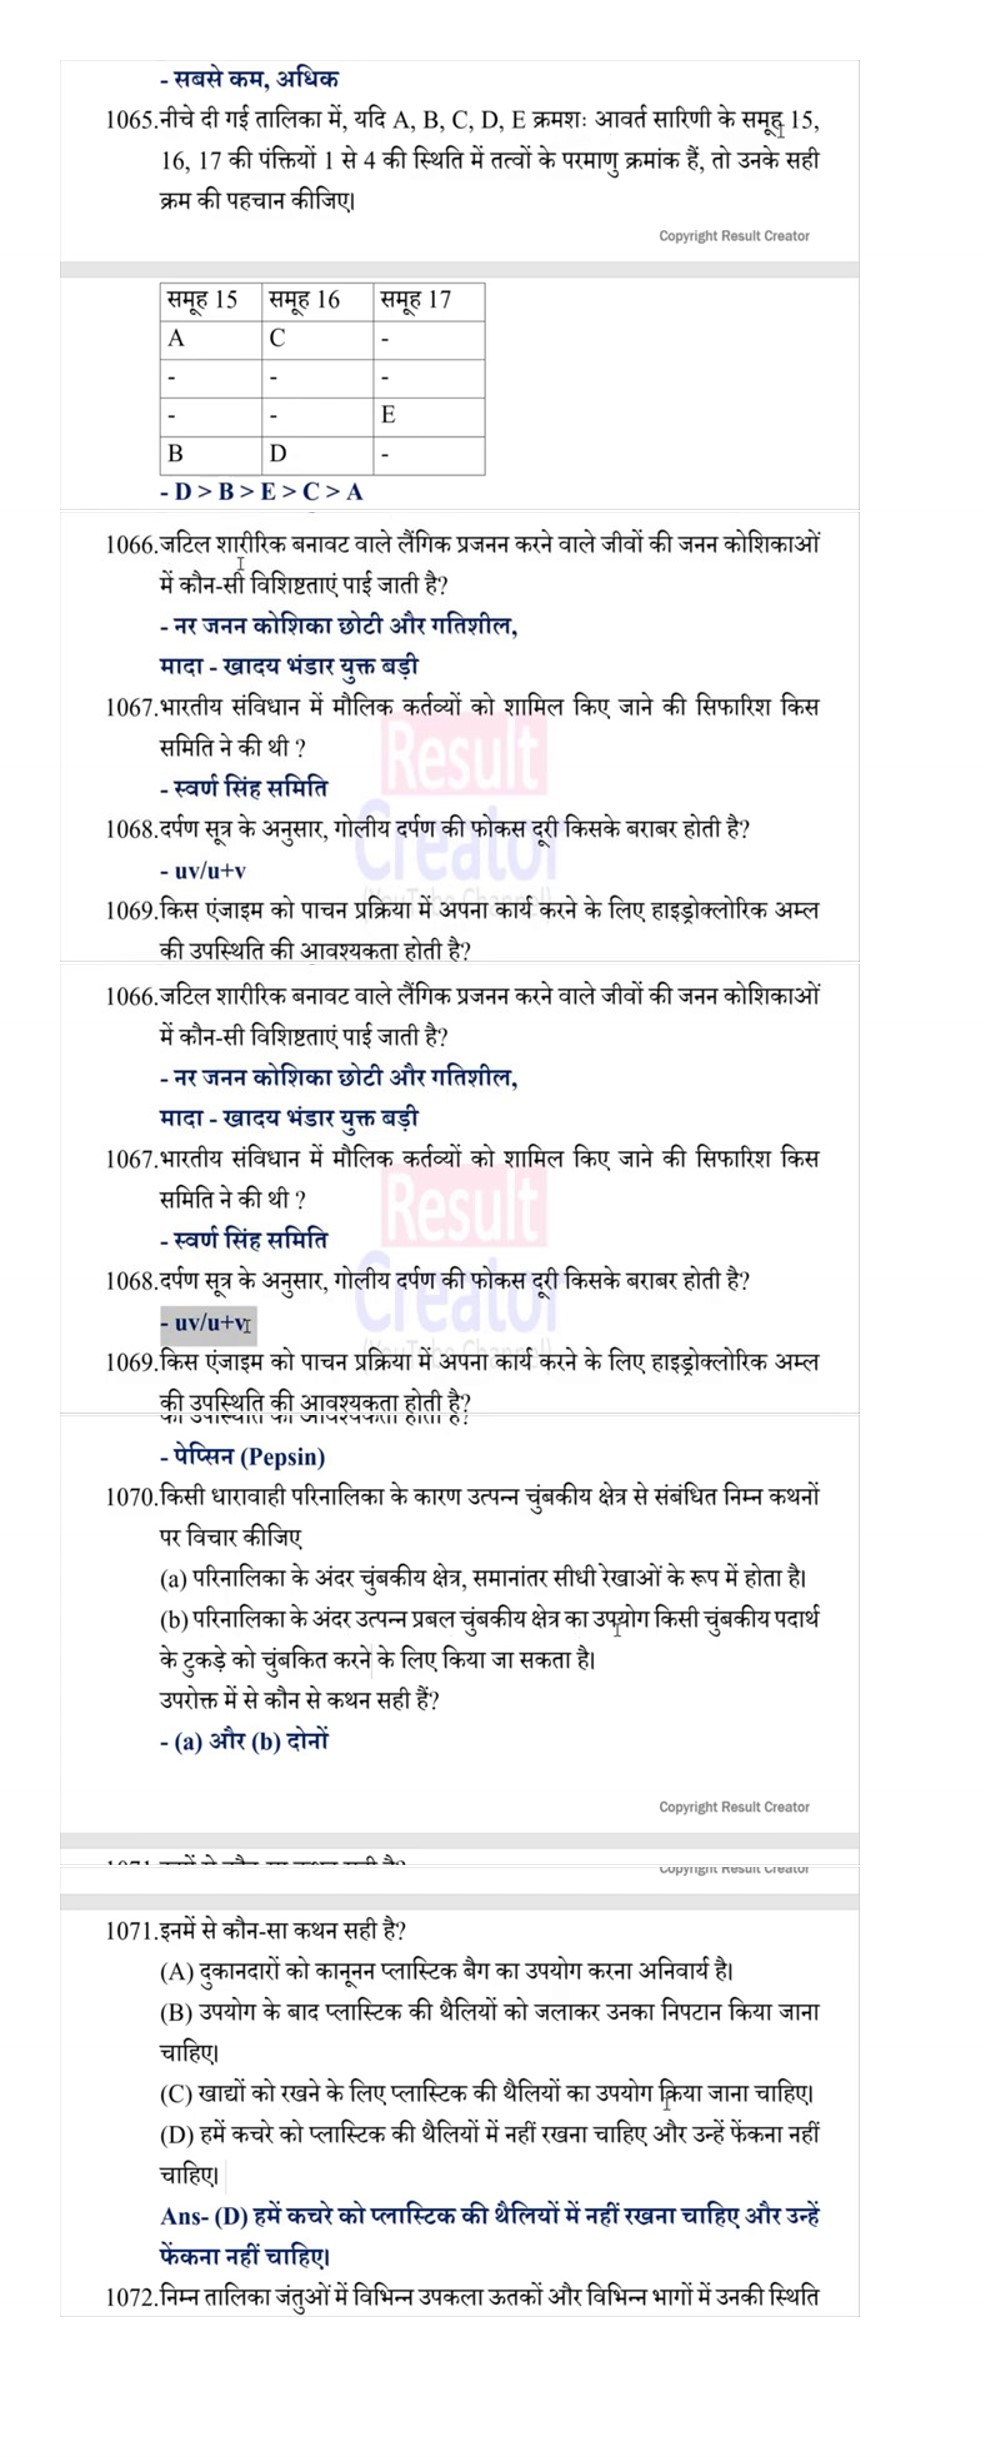 - सबसे कम, अधिक
1065.नीचे दी गई तालिका में, यदि A, B, C, D, E क्रमशः आवर्त सारिणी के समूह 15,
16, 17 की पंक्तियों 1 से 4 की स्थिति में तत्वों के परमाणु क्रमांक हैं, तो उनके सही
क्रम की पहचान कीजिए।
Copyright Result Creator
समूह 15 समूह 16 समूह 17
A C -
- - -
- - E
B D -
- D > B > E > C > A
1066.जटिल शारीरिक बनावट वाले लैंगिक प्रजनन करने वाले जीवों की जनन कोशिकाओं
में कौन-सी विशिष्टताएं पाई जाती है?
- नर जनन कोशिका छोटी और गतिशील,
मादा - खादय भंडार युक्त बड़ी
1067.भारतीय संविधान में मौलिक कर्तव्यों को शामिल किए जाने की सिफारिश किस
समिति ने की थी ?
- स्वर्ण सिंह समिति
Result
Creator
(YouTube Channel)
1068.दर्पण सूत्र के अनुसार, गोलीय दर्पण की फोकस दूरी किसके बराबर होती है?
- uv/u+v
1069.किस एंजाइम को पाचन प्रक्रिया में अपना कार्य करने के लिए हाइड्रोक्लोरिक अम्ल
की उपस्थिति की आवश्यकता होती है?
1066.जटिल शारीरिक बनावट वाले लैंगिक प्रजनन करने वाले जीवों की जनन कोशिकाओं
में कौन-सी विशिष्टताएं पाई जाती है?
- नर जनन कोशिका छोटी और गतिशील,
मादा - खादय भंडार युक्त बड़ी
1067.भारतीय संविधान में मौलिक कर्तव्यों को शामिल किए जाने की सिफारिश किस
समिति ने की थी ?
- स्वर्ण सिंह समिति
Result
Creator
(YouTube Channel)
1068.दर्पण सूत्र के अनुसार, गोलीय दर्पण की फोकस दूरी किसके बराबर होती है?
- uv/u+v
1069.किस एंजाइम को पाचन प्रक्रिया में अपना कार्य करने के लिए हाइड्रोक्लोरिक अम्ल
की उपस्थिति की आवश्यकता होती है?
की उपस्थिति की आवश्यकता होती है?
- पेप्सिन (Pepsin)
1070.किसी धारावाही परिनालिका के कारण उत्पन्न चुंबकीय क्षेत्र से संबंधित निम्न कथनों
पर विचार कीजिए
(a) परिनालिका के अंदर चुंबकीय क्षेत्र, समानांतर सीधी रेखाओं के रूप में होता है।
(b) परिनालिका के अंदर उत्पन्न प्रबल चुंबकीय क्षेत्र का उपयोग किसी चुंबकीय पदार्थ
के टुकड़े को चुंबकित करने के लिए किया जा सकता है।
उपरोक्त में से कौन से कथन सही हैं?
- (a) और (b) दोनों
Copyright Result Creator
Copyright Result Creator
1071.इनमें से कौन-सा कथन सही है?
(A) दुकानदारों को कानूनन प्लास्टिक बैग का उपयोग करना अनिवार्य है।
(B) उपयोग के बाद प्लास्टिक की थैलियों को जलाकर उनका निपटान किया जाना
चाहिए।
(C) खाद्यों को रखने के लिए प्लास्टिक की थैलियों का उपयोग किया जाना चाहिए।
(D) हमें कचरे को प्लास्टिक की थैलियों में नहीं रखना चाहिए और उन्हें फेंकना नहीं
चाहिए।
Ans- (D) हमें कचरे को प्लास्टिक की थैलियों में नहीं रखना चाहिए और उन्हें
फेंकना नहीं चाहिए।
1072.निम्न तालिका जंतुओं में विभिन्न उपकला ऊतकों और विभिन्न भागों में उनकी स्थिति